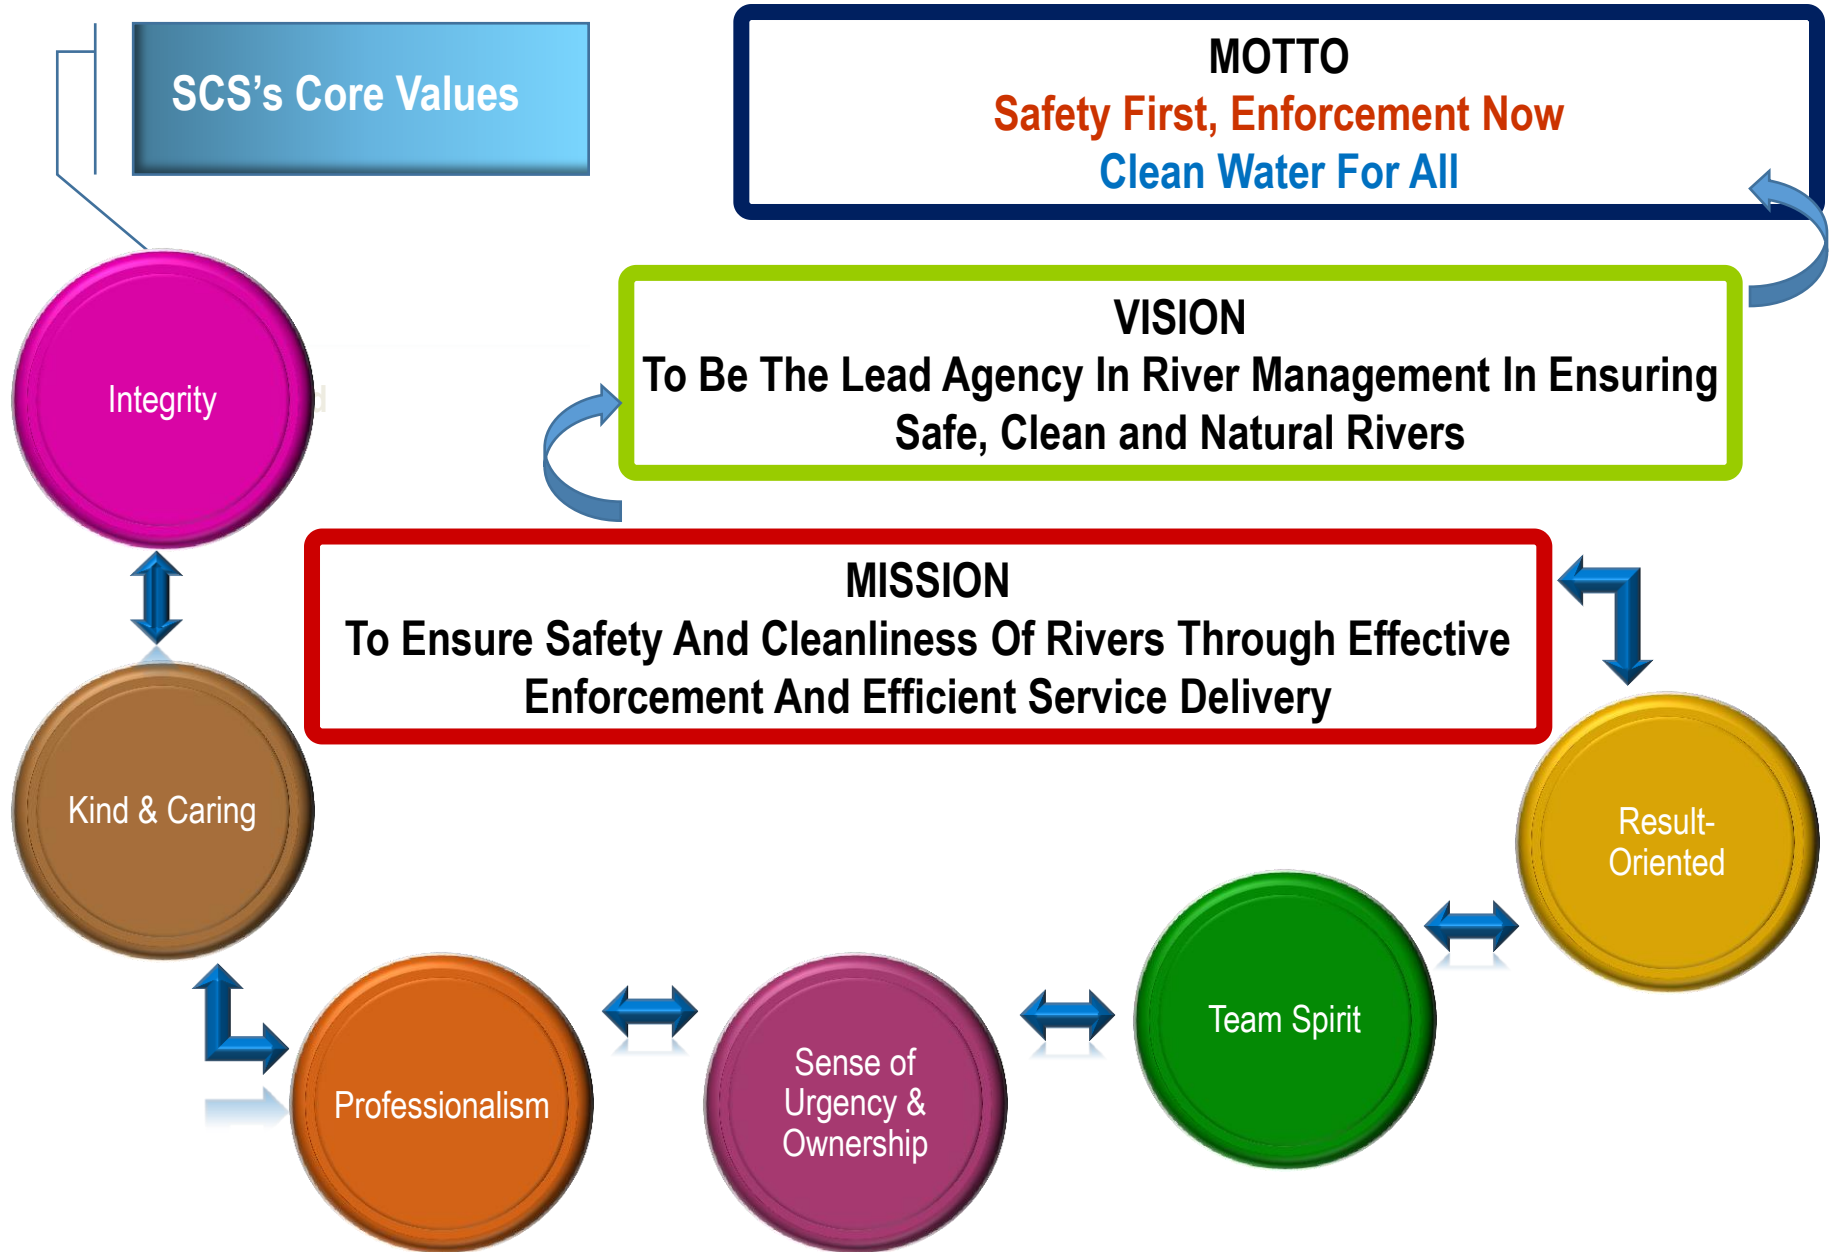 SCS's Core Values
MOTTO
Safety First, Enforcement Now
Clean Water For All
VISION
To Be The Lead Agency In River Management In Ensuring
Safe, Clean and Natural Rivers
MISSION
To Ensure Safety And Cleanliness Of Rivers Through Effective
Enforcement And Efficient Service Delivery
Integrity
Kind & Caring
Professionalism
Sense of
Urgency &
Ownership
Team Spirit
Result-
Oriented